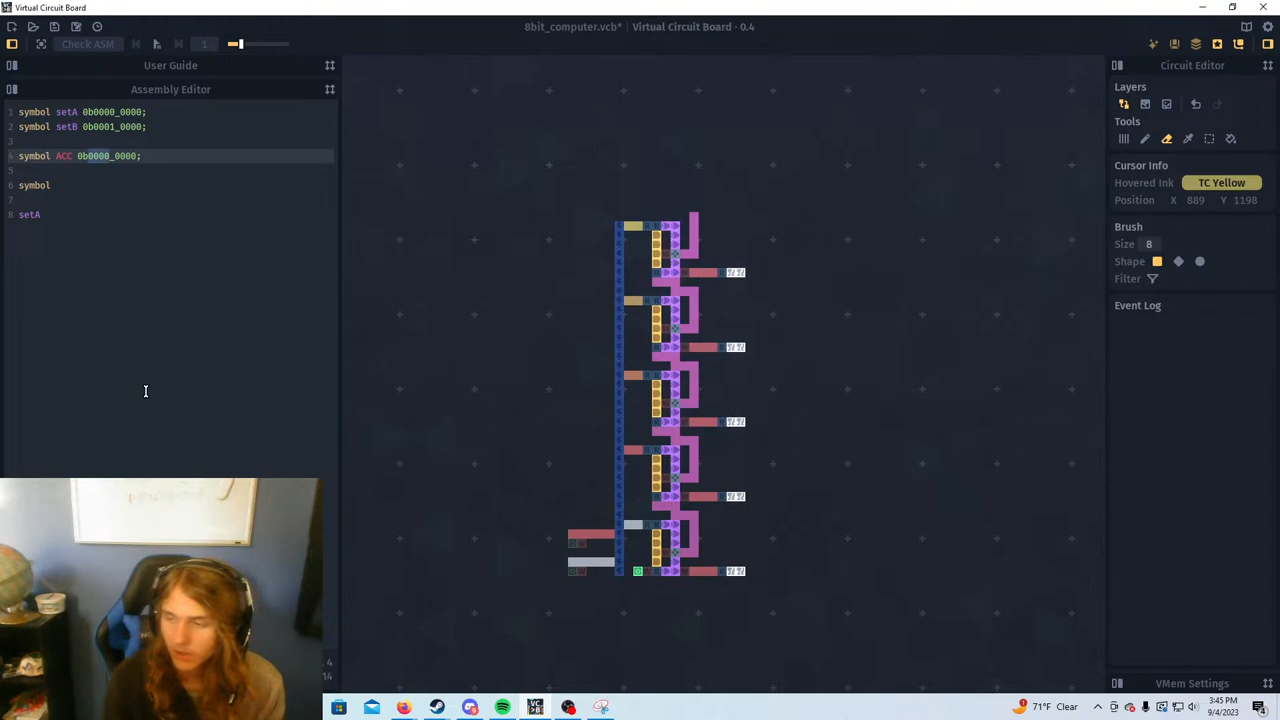 Virtual Circuit Board
8bit_computer.vcb* | Virtual Circuit Board - 0.4
Check ASM
1
User Guide
Circuit Editor
Assembly Editor
Layers
1 symbol setA 0b0000_0000;
2 symbol setB 0b0001_0000;
3
4 symbol ACC 0b0000_0000;
5
6 symbol
7
8 setA
Tools
Cursor Info
Hovered Ink TC Yellow
Position X 889 Y 1198
Brush
Size 8
Shape
Filter
Event Log
. 4
14
VMem Settings
71°F Clear
3:45 PM
9/4/2023